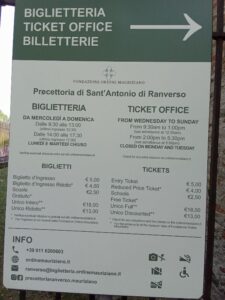 BIGLIETTERIA
TICKET OFFICE
BILLETTERIE
FONDAZIONE ORDINE MAURIZIANO
Precettoria di Sant'Antonio di Ranverso
BIGLIETTERIA
DA MERCOLEDÌ A DOMENICA
Dalle 9.30 alle 13.00
Dalle 14.00 alle 17.30
LUNEDÌ E MARTEDÌ CHIUSO
TICKET OFFICE
FROM WEDNESDAY TO SUNDAY
From 9.30am to 1.00pm
From 2.00pm to 5.30pm
CLOSED ON MONDAY AND TUESDAY
BIGLIETTI
Biglietto d'Ingresso € 5,00
Biglietto d'Ingresso Ridotto* € 4,00
Scuole €2,50
Gratuito*
Unico Intero** €18,00
Unico Ridotto** €13,00
TICKETS
Entry Ticket € 5,00
Reduced Price Ticket* € 4,00
Schools €2,50
Free Ticket*
Unico Full** €18,00
Unico Discounted** €13,00
INFO
+39 011 6200603
ordinemauriziano.it
ranverso@biglietteria.ordinemauriziano.it
precettoriaranverso.mauriziano